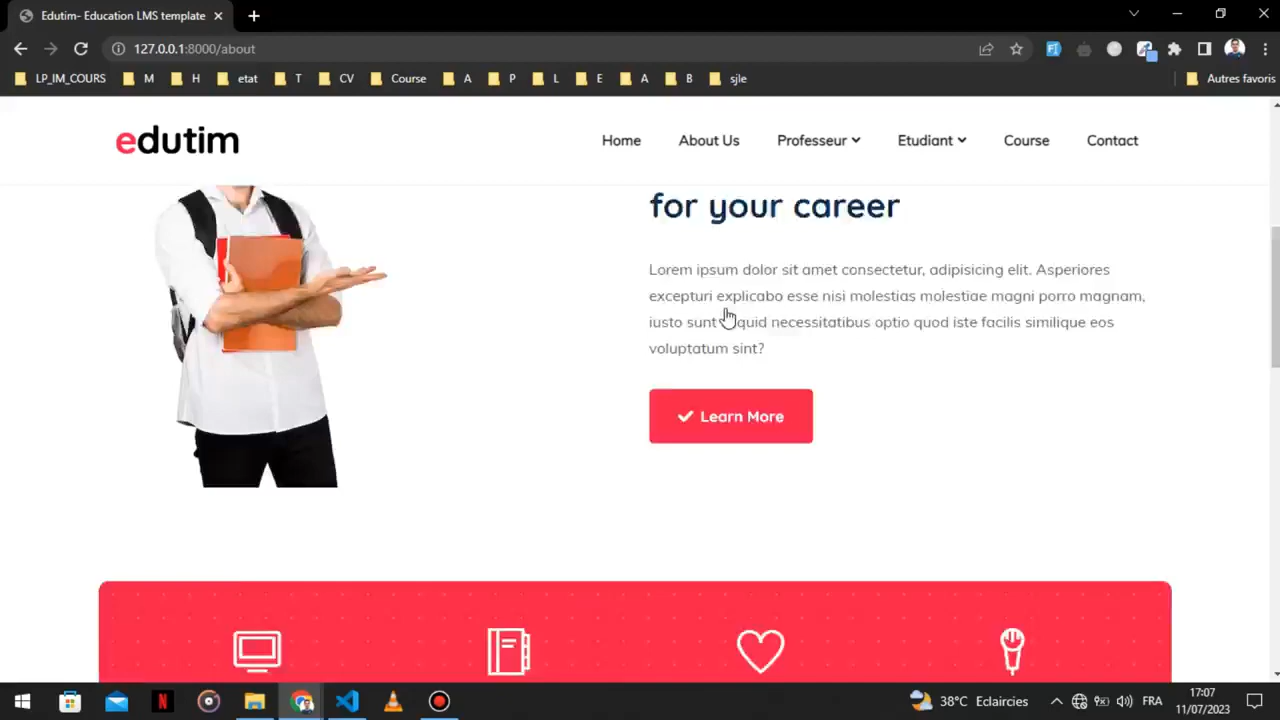 Edutim- Education LMS template
127.0.0.1:8000/about
LP_IM_COURS M H etat T CV Course A P L E A B sjle Autres favoris
edutim
Home About Us Professeur Etudiant Course Contact
for your career
Lorem ipsum dolor sit amet consectetur, adipisicing elit. Asperiores
excepturi explicabo esse nisi molestias molestiae magni porro magnam,
iusto sunt quid necessitatibus optio quod iste facilis similique eos
voluptatum sint?
Learn More
38°C Eclaircies FRA 17:07
11/07/2023